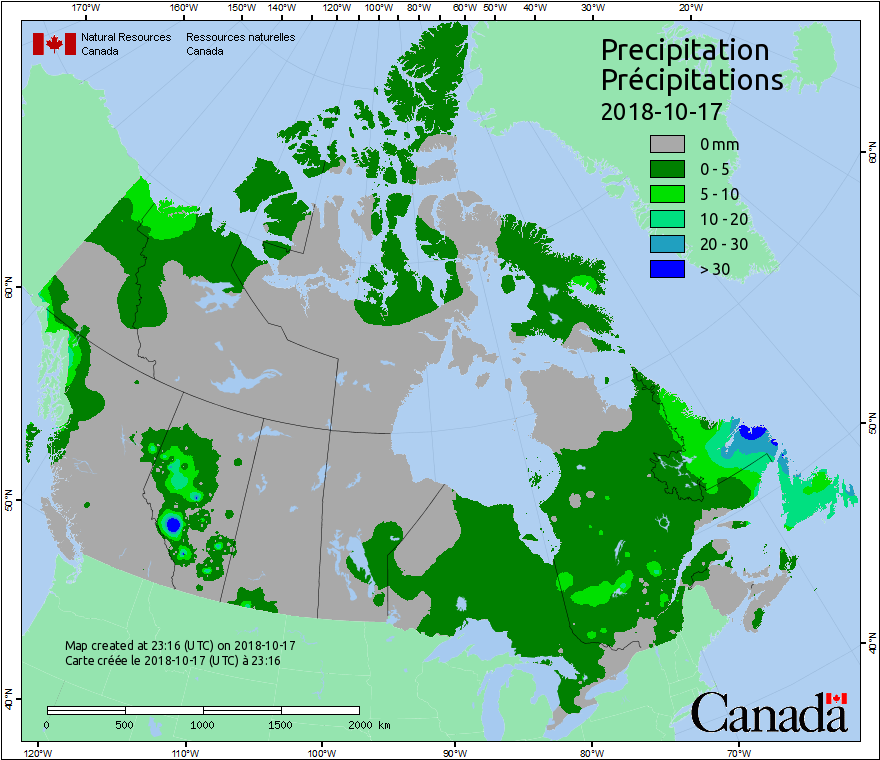 170°W 160°W 150°W 140°W 120°W 100°W 80°W 60°W 50°W 40°W 30°W 20°W
Natural Resources Ressources naturelles
Canada Canada
Precipitation
Précipitations
2018-10-17
0 mm
0 - 5
5 - 10
10 - 20
20 - 30
> 30
60°N
60°N
50°N
50°N
40°N
40°N
Map created at 23:16 (UTC) on 2018-10-17
Carte créée le 2018-10-17 (UTC) à 23:16
0 500 1000 1500 2000 km
Canada
120°W 110°W 100°W 90°W 80°W 70°W